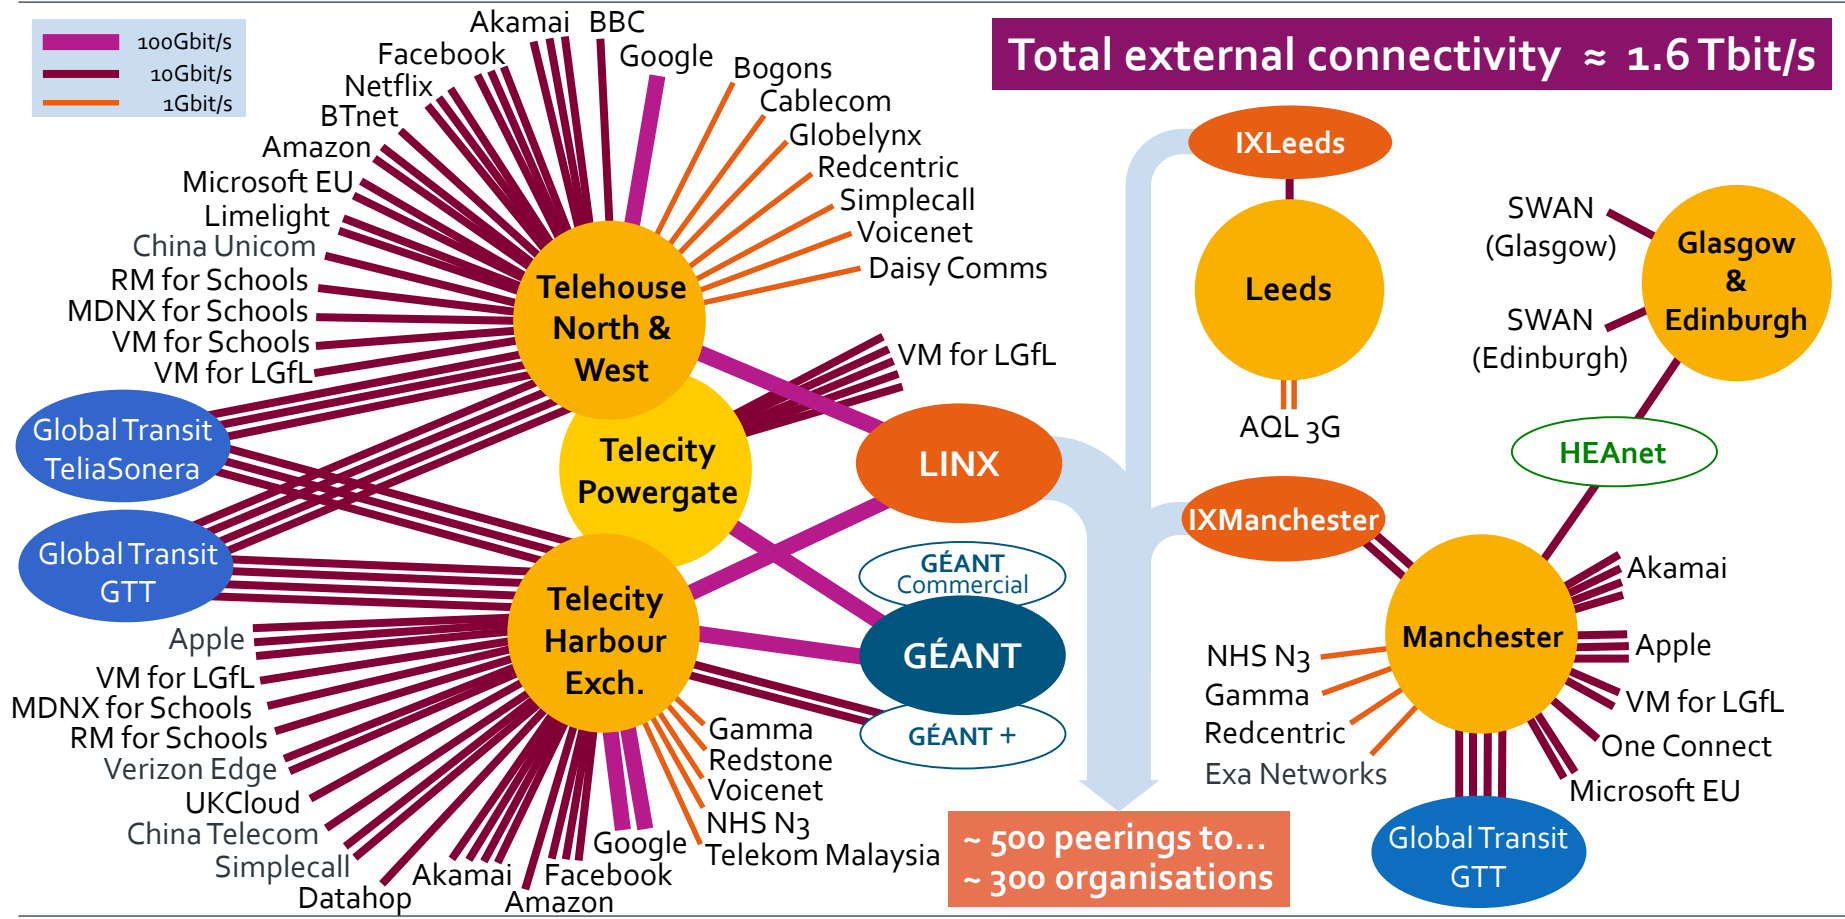 100Gbit/s
10Gbit/s
1Gbit/s
Total external connectivity ≈ 1.6 Tbit/s
Akamai
BBC
Facebook
Google
Netflix
BTnet
Amazon
Microsoft EU
Limelight
China Unicom
RM for Schools
MDNX for Schools
VM for Schools
VM for LGfL
Bogons
Cablecom
Globelynx
Redcentric
Simplecall
Voicenet
Daisy Comms
Telehouse
North &
West
VM for LGfL
Telecity
Powergate
Global Transit
TeliaSonera
Global Transit
GTT
LINX
GÉANT
Commercial
GÉANT
GÉANT +
Telecity
Harbour
Exch.
Apple
VM for LGfL
MDNX for Schools
RM for Schools
Verizon Edge
UKCloud
China Telecom
Simplecall
Datahop
Akamai
Amazon
Facebook
Google
Gamma
Redstone
Voicenet
NHS N3
Telekom Malaysia
IXLeeds
Leeds
AQL 3G
IXManchester
~ 500 peerings to...
~ 300 organisations
SWAN
(Glasgow)
SWAN
(Edinburgh)
Glasgow
&
Edinburgh
HEAnet
Manchester
NHS N3
Gamma
Redcentric
Exa Networks
Akamai
Apple
VM for LGfL
One Connect
Microsoft EU
Global Transit
GTT